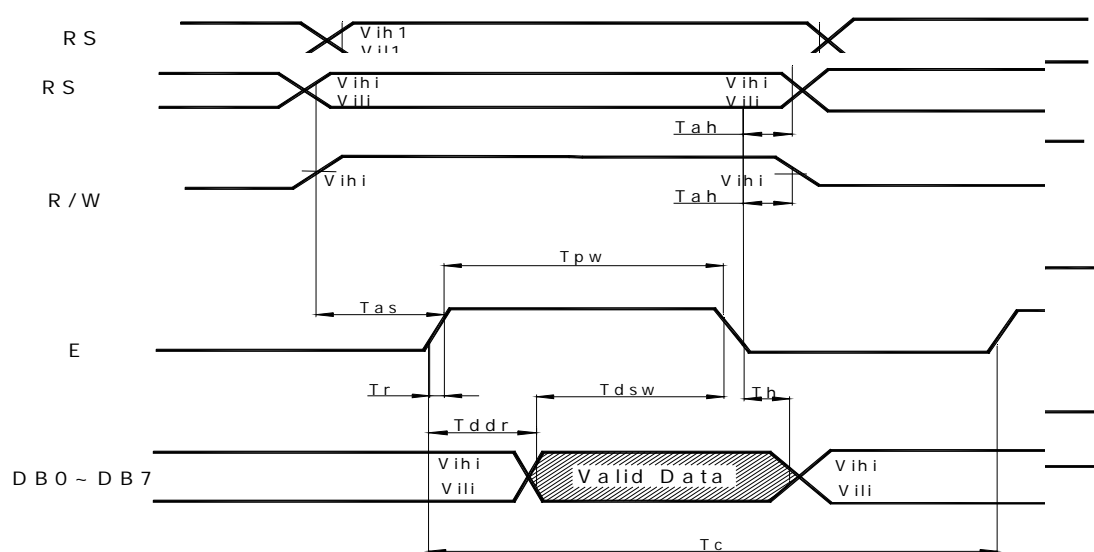 RS
Vih1
Vil1
RS
Vihi
Vili
Vihi
Vili
Tah
R/W
Vihi
Vihi
Tah
Tpw
Tas
E
Tr
Tdsw
Th
Tddr
DB0~DB7
Vihi
Vili
Valid Data
Vihi
Vili
Tc